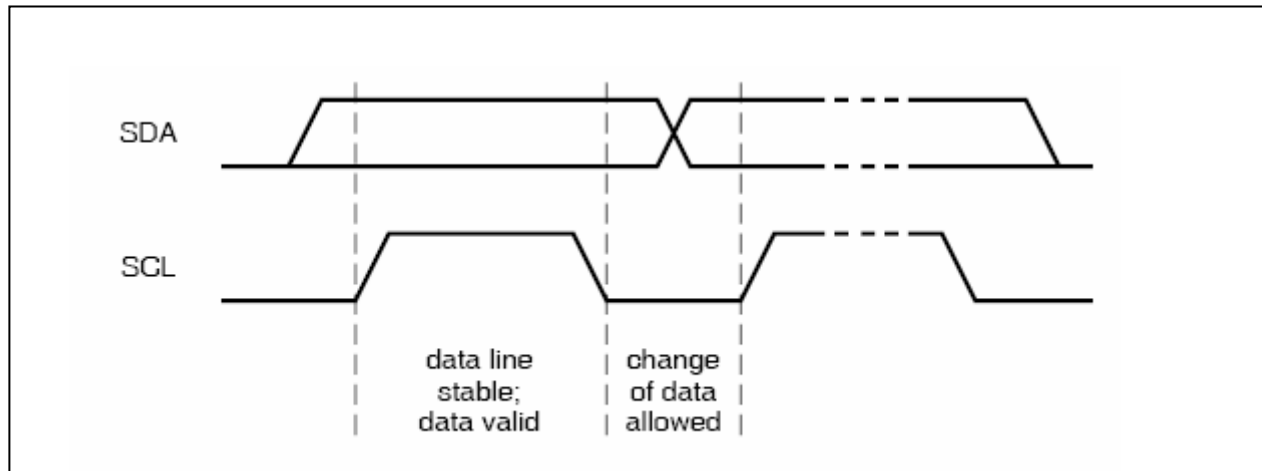 SDA
SCL
data line
stable;
data valid
change
of data
allowed